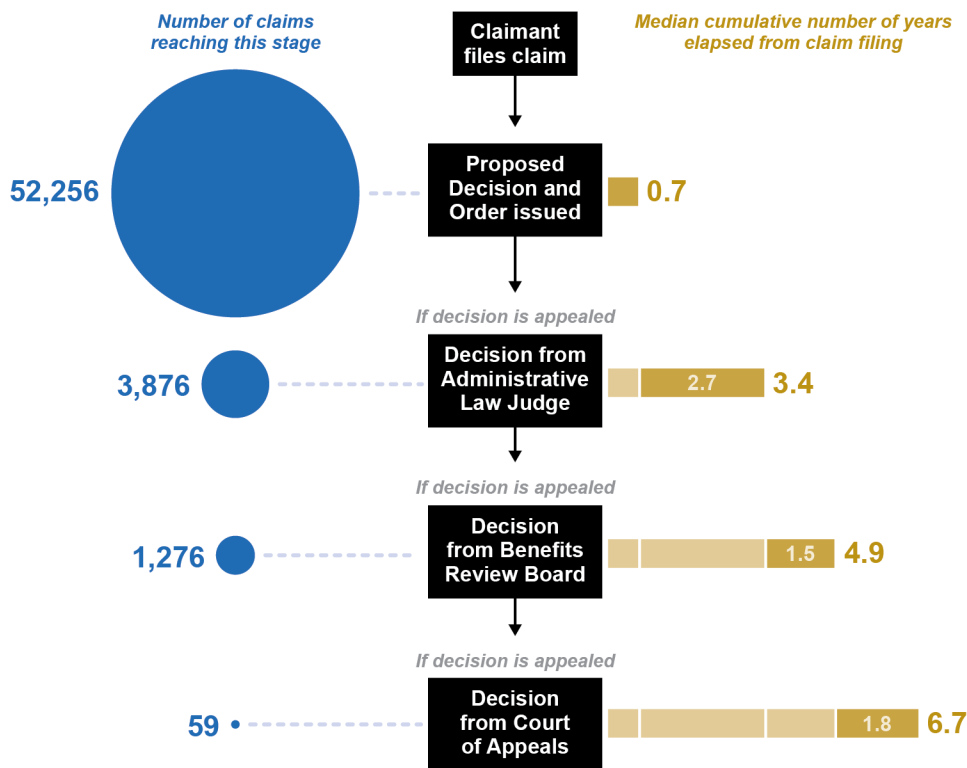 Number of claims
reaching this stage
Claimant
files claim
Median cumulative number of years
elapsed from claim filing
52,256
Proposed
Decision and
Order issued
0.7
If decision is appealed
3,876
Decision from
Administrative
Law Judge
2.7
3.4
If decision is appealed
1,276
Decision
from Benefits
Review Board
1.5
4.9
If decision is appealed
59
Decision
from Court
of Appeals
1.8
6.7